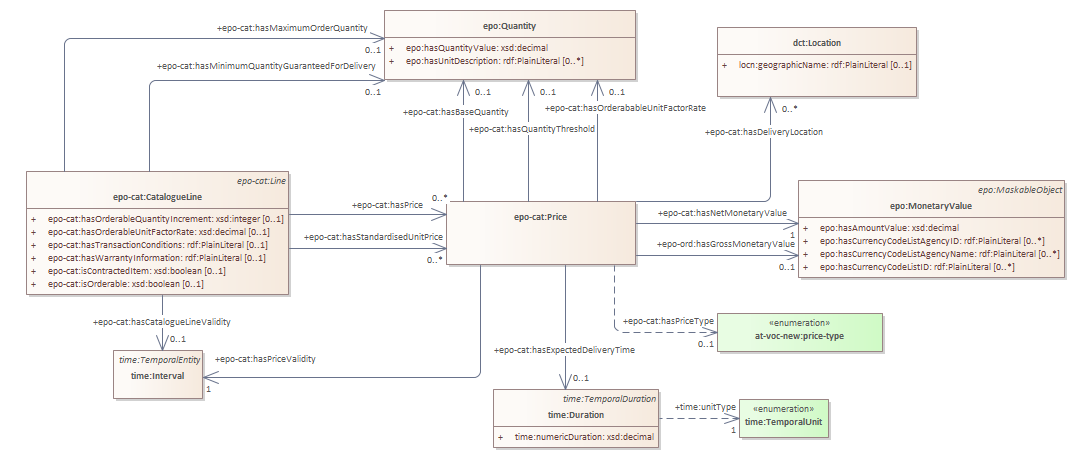 +epo-cat:hasMaximumOrderQuantity
0..1
+epo-cat:hasMinimumQuantityGuaranteedForDelivery
0..1
epo:Quantity
+ epo:hasQuantityValue: xsd:decimal
+ epo:hasUnitDescription: rdf:PlainLiteral [0..*]
dct:Location
+ locn:geographicName: rdf:PlainLiteral [0..1]
0..1
0..1
0..1
+epo-cat:hasBaseQuantity
+epo-cat:hasQuantityThreshold
+epo-cat:hasOrderabableUnitFactorRate
0..*
+epo-cat:hasDeliveryLocation
epo-cat:Line
epo-cat:CatalogueLine
+ epo-cat:hasOrderableQuantityIncrement: xsd:integer [0..1]
+ epo-cat:hasOrderableUnitFactorRate: xsd:decimal [0..1]
+ epo-cat:hasTransactionConditions: rdf:PlainLiteral [0..1]
+ epo-cat:hasWarrantyInformation: rdf:PlainLiteral [0..1]
+ epo-cat:isContractedItem: xsd:boolean [0..1]
+ epo-cat:isOrderable: xsd:boolean [0..1]
0..*
+epo-cat:hasPrice
+epo-cat:hasStandardisedUnitPrice
0..*
epo-cat:Price
+epo-cat:hasNetMonetaryValue
1
+epo-ord:hasGrossMonetaryValue
0..1
epo:MaskableObject
epo:MonetaryValue
+ epo:hasAmountValue: xsd:decimal
+ epo:hasCurrencyCodeListAgencyID: rdf:PlainLiteral [0..*]
+ epo:hasCurrencyCodeListAgencyName: rdf:PlainLiteral [0..*]
+ epo:hasCurrencyCodeListID: rdf:PlainLiteral [0..*]
+epo-cat:hasCatalogueLineValidity
0..1
time:TemporalEntity
time:Interval
+epo-cat:hasPriceValidity
1
+epo-cat:hasPriceType
0..1
«enumeration»
at-voc-new:price-type
+epo-cat:hasExpectedDeliveryTime
0..1
time:TemporalDuration
time:Duration
+ time:numericDuration: xsd:decimal
+time:unitType
1
«enumeration»
time:TemporalUnit